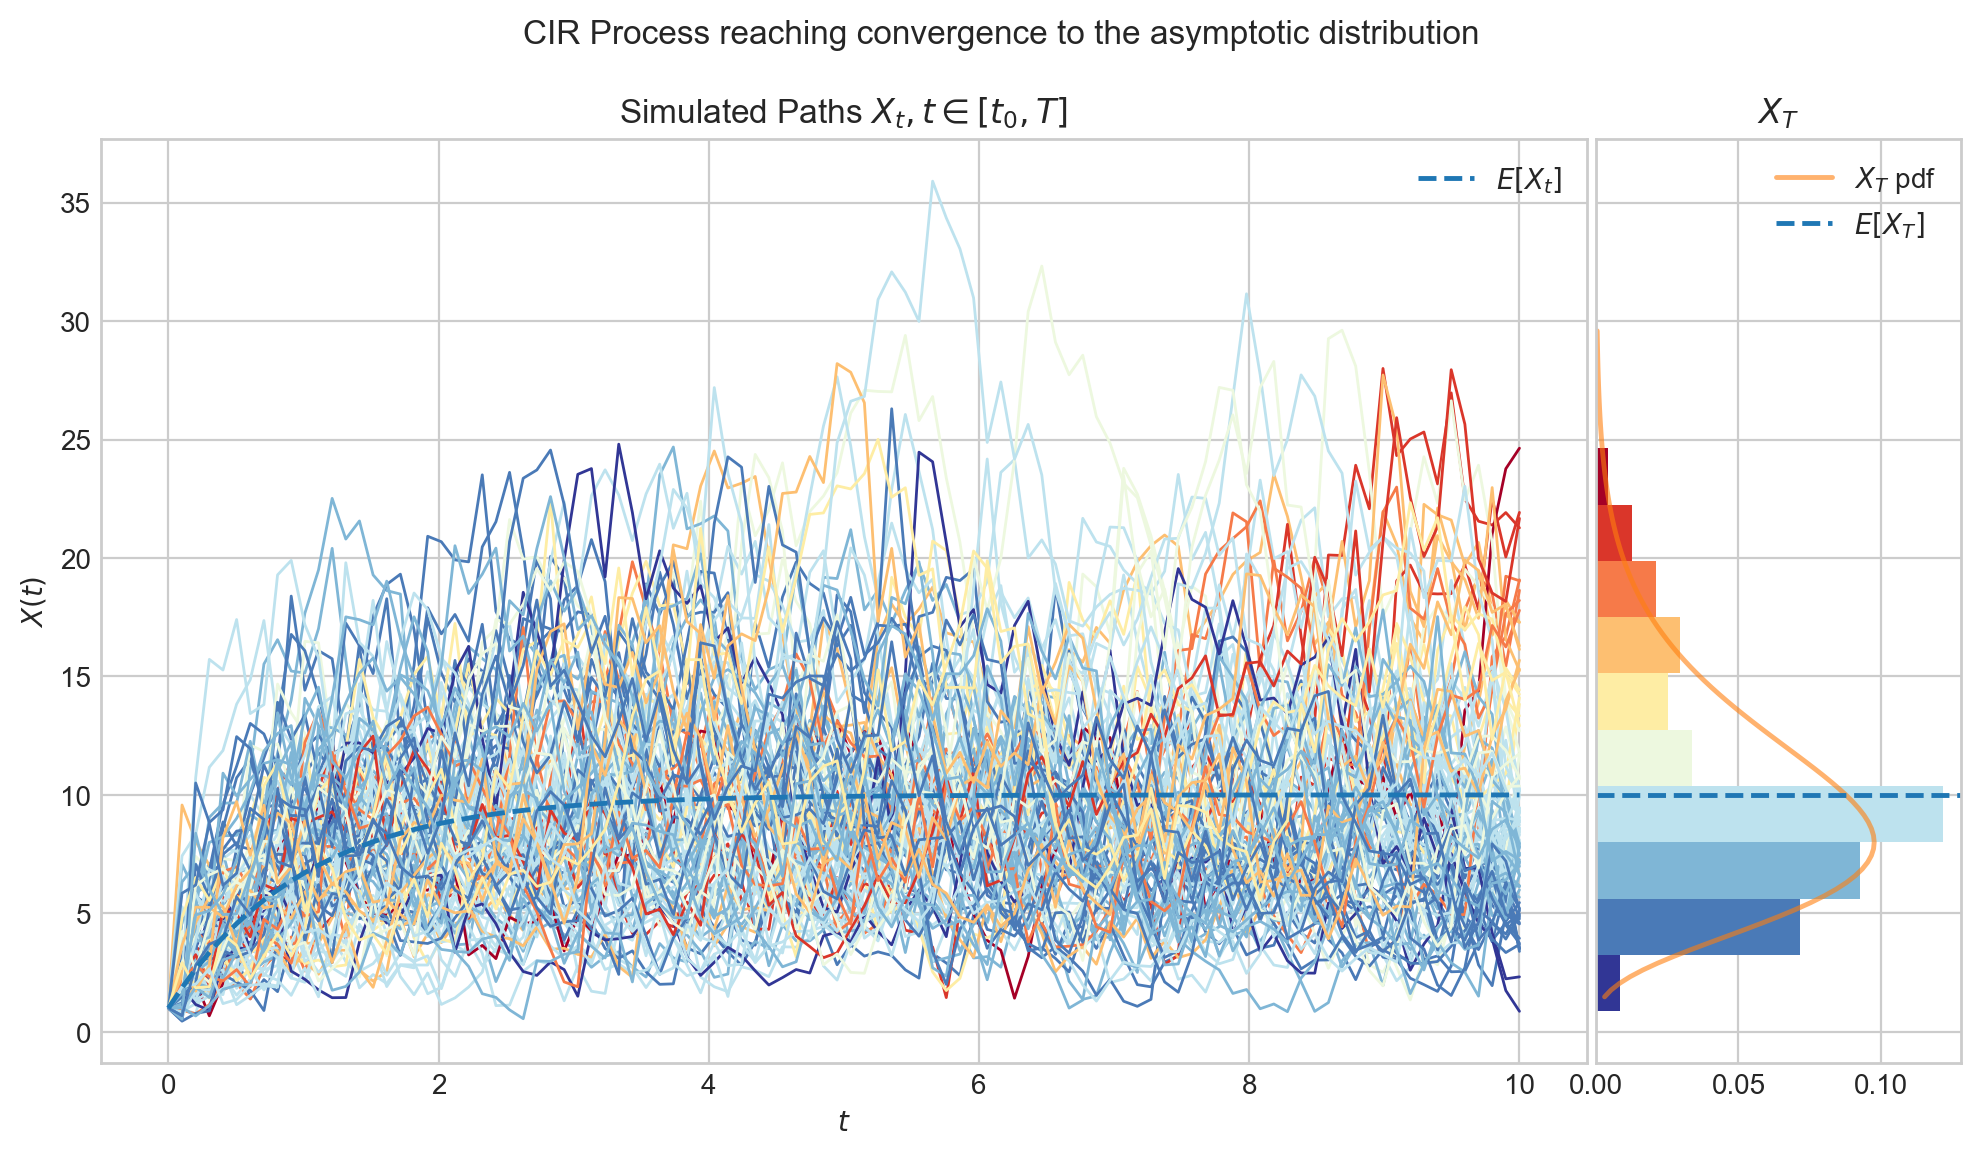 CIR Process reaching convergence to the asymptotic distribution
Simulated Paths $X_t, t \in [t_0, T]$
$X_T$
$E[X_t]$
$X_T$ pdf
$E[X_T]$
35
30
25
20
15
10
5
0
X(t)
0 2 4 6 8 10
0.00 0.05 0.10
t